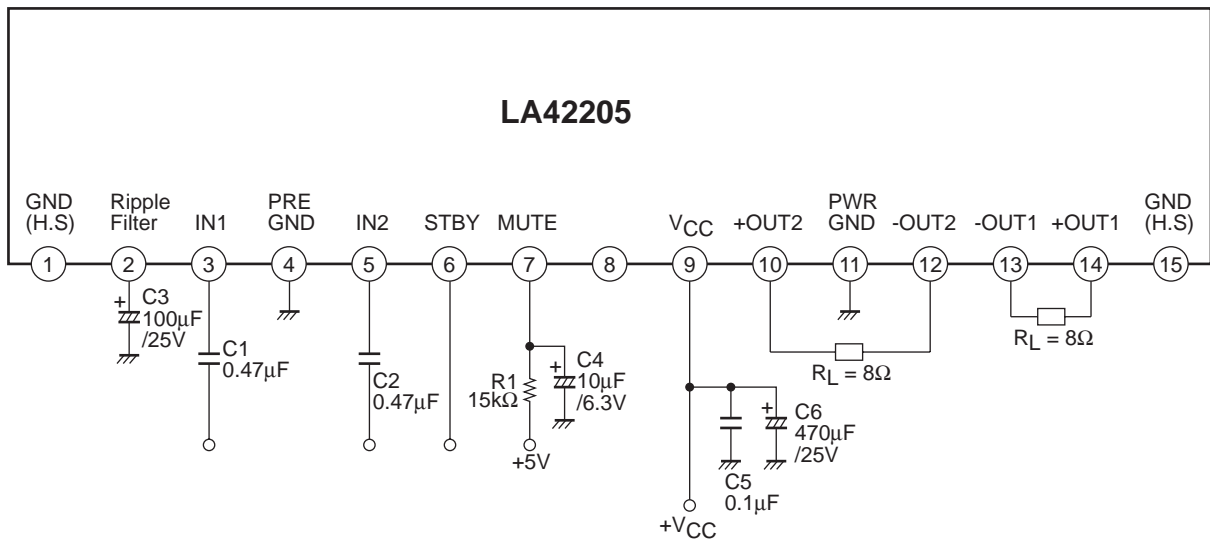 LA42205
GND
(H.S)
Ripple
Filter
IN1
PRE
GND
IN2
STBY
MUTE
VCC
+OUT2
PWR
GND
-OUT2
-OUT1
+OUT1
GND
(H.S)
1
2
3
4
5
6
7
8
9
10
11
12
13
14
15
+
C3
100μF
/25V
C1
0.47μF
C2
0.47μF
R1
15kΩ
+
C4
10μF
/6.3V
+5V
C5
0.1μF
+
C6
470μF
/25V
+VCC
RL = 8Ω
RL = 8Ω